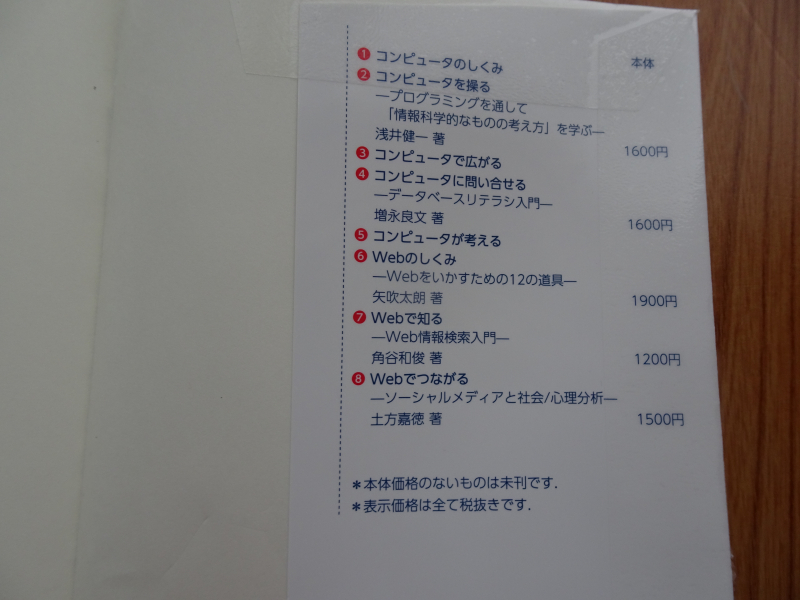 ❶ コンピュータのしくみ 本体
❷ コンピュータを操る
―プログラミングを通して
「情報科学的なものの考え方」を学ぶ―
浅井健一 著 1600円
❸ コンピュータで広がる
❹ コンピュータに問い合せる
―データベースリテラシ入門―
増永良文 著 1600円
❺ コンピュータが考える
❻ Webのしくみ
―Webをいかすための12の道具―
矢吹太朗 著 1900円
❼ Webで知る
―Web情報検索入門―
角谷和俊 著 1200円
❽ Webでつながる
―ソーシャルメディアと社会/心理分析―
土方嘉徳 著 1500円
＊本体価格のないものは未刊です.
＊表示価格は全て税抜きです.